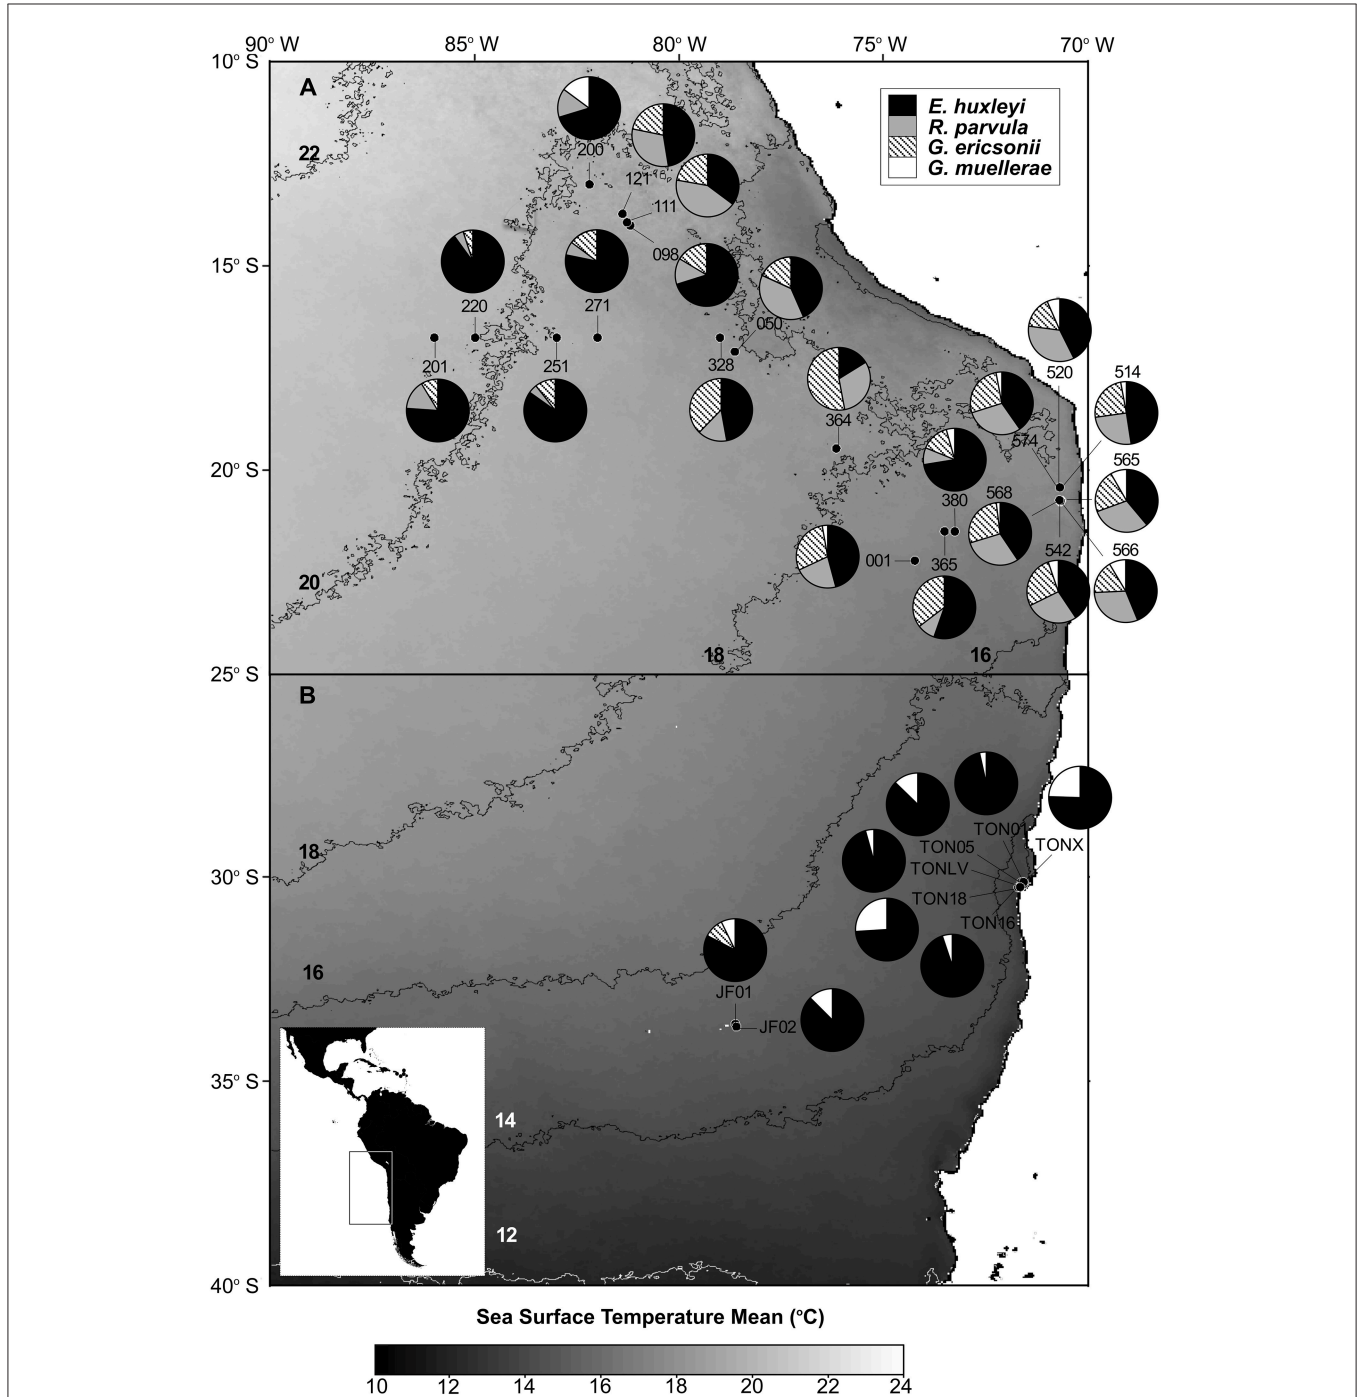 90° W 85° W 80° W 75° W 70° W
10° S
A
E. huxleyi
R. parvula
G. ericsonii
G. muellerae
22
200
121
111
098
15° S
220
271
050
201
251
328
520
514
364
574
565
20° S
380
568
001
365
542
566
20
18
16
25° S
B
TON01
TONX
TON05
18
TONLV
30° S
TON18
TON16
16
JF01
JF02
35° S
14
12
40° S
Sea Surface Temperature Mean (°C)
10 12 14 16 18 20 22 24